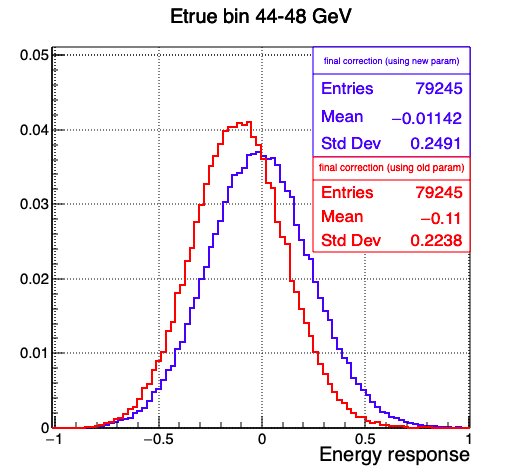 Etrue bin 44-48 GeV
0.05
final correction (using new param)
Entries 79245
Mean −0.01142
Std Dev 0.2491
final correction (using old param)
Entries 79245
Mean −0.11
Std Dev 0.2238
0.04
0.03
0.02
0.01
0
−1 −0.5 0 0.5 1
Energy response